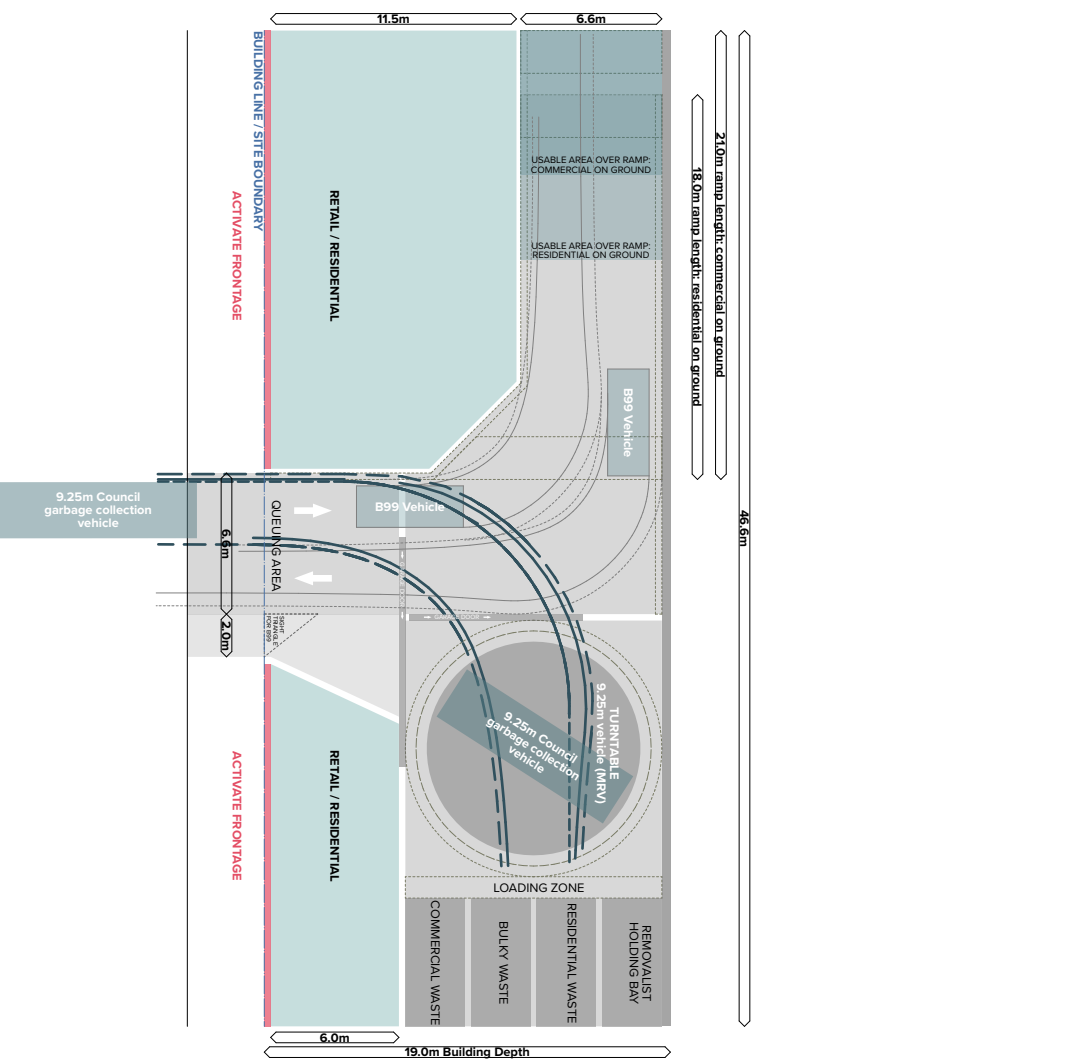 11.5m
6.6m
BUILDING LINE / SITE BOUNDARY
ACTIVATE FRONTAGE
RETAIL / RESIDENTIAL
USABLE AREA OVER RAMP:
COMMERCIAL ON GROUND
USABLE AREA OVER RAMP:
RESIDENTIAL ON GROUND
18.0m ramp length: residential on ground
21.0m ramp length: commercial on ground
46.6m
B99 Vehicle
9.25m Council
garbage collection
vehicle
6.6m
QUEUING AREA
B99 Vehicle
2.0m
SIGHT
TRIANGLE
FOR B99
TURNTABLE
9.25m vehicle (MRV)
9.25m Council
garbage collection
vehicle
ACTIVATE FRONTAGE
RETAIL / RESIDENTIAL
LOADING ZONE
COMMERCIAL WASTE
BULKY WASTE
RESIDENTIAL WASTE
REMOVALIST
HOLDING BAY
6.0m
19.0m Building Depth